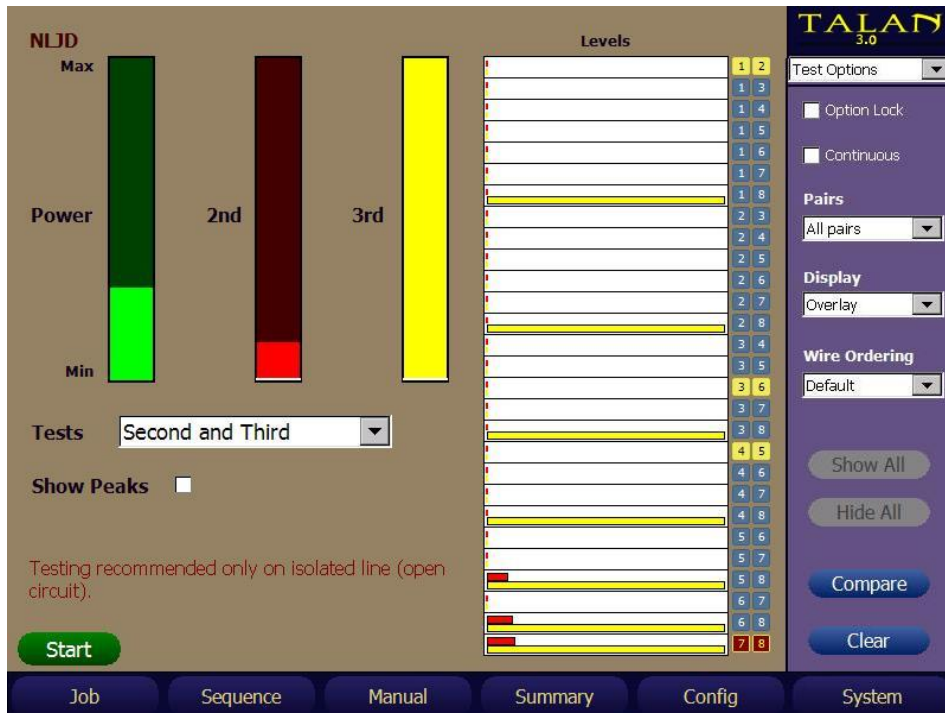 NLJD
Max
Power
Min
2nd
3rd
Tests
Second and Third
Show Peaks
Testing recommended only on isolated line (open
circuit).
Start
Levels
1 2
1 3
1 4
1 5
1 6
1 7
1 8
2 3
2 4
2 5
2 6
2 7
2 8
3 4
3 5
3 6
3 7
3 8
4 5
4 6
4 7
4 8
5 6
5 7
5 8
6 7
6 8
7 8
TALAN
3.0
Test Options
Option Lock
Continuous
Pairs
All pairs
Display
Overlay
Wire Ordering
Default
Show All
Hide All
Compare
Clear
Job Sequence Manual Summary Config System